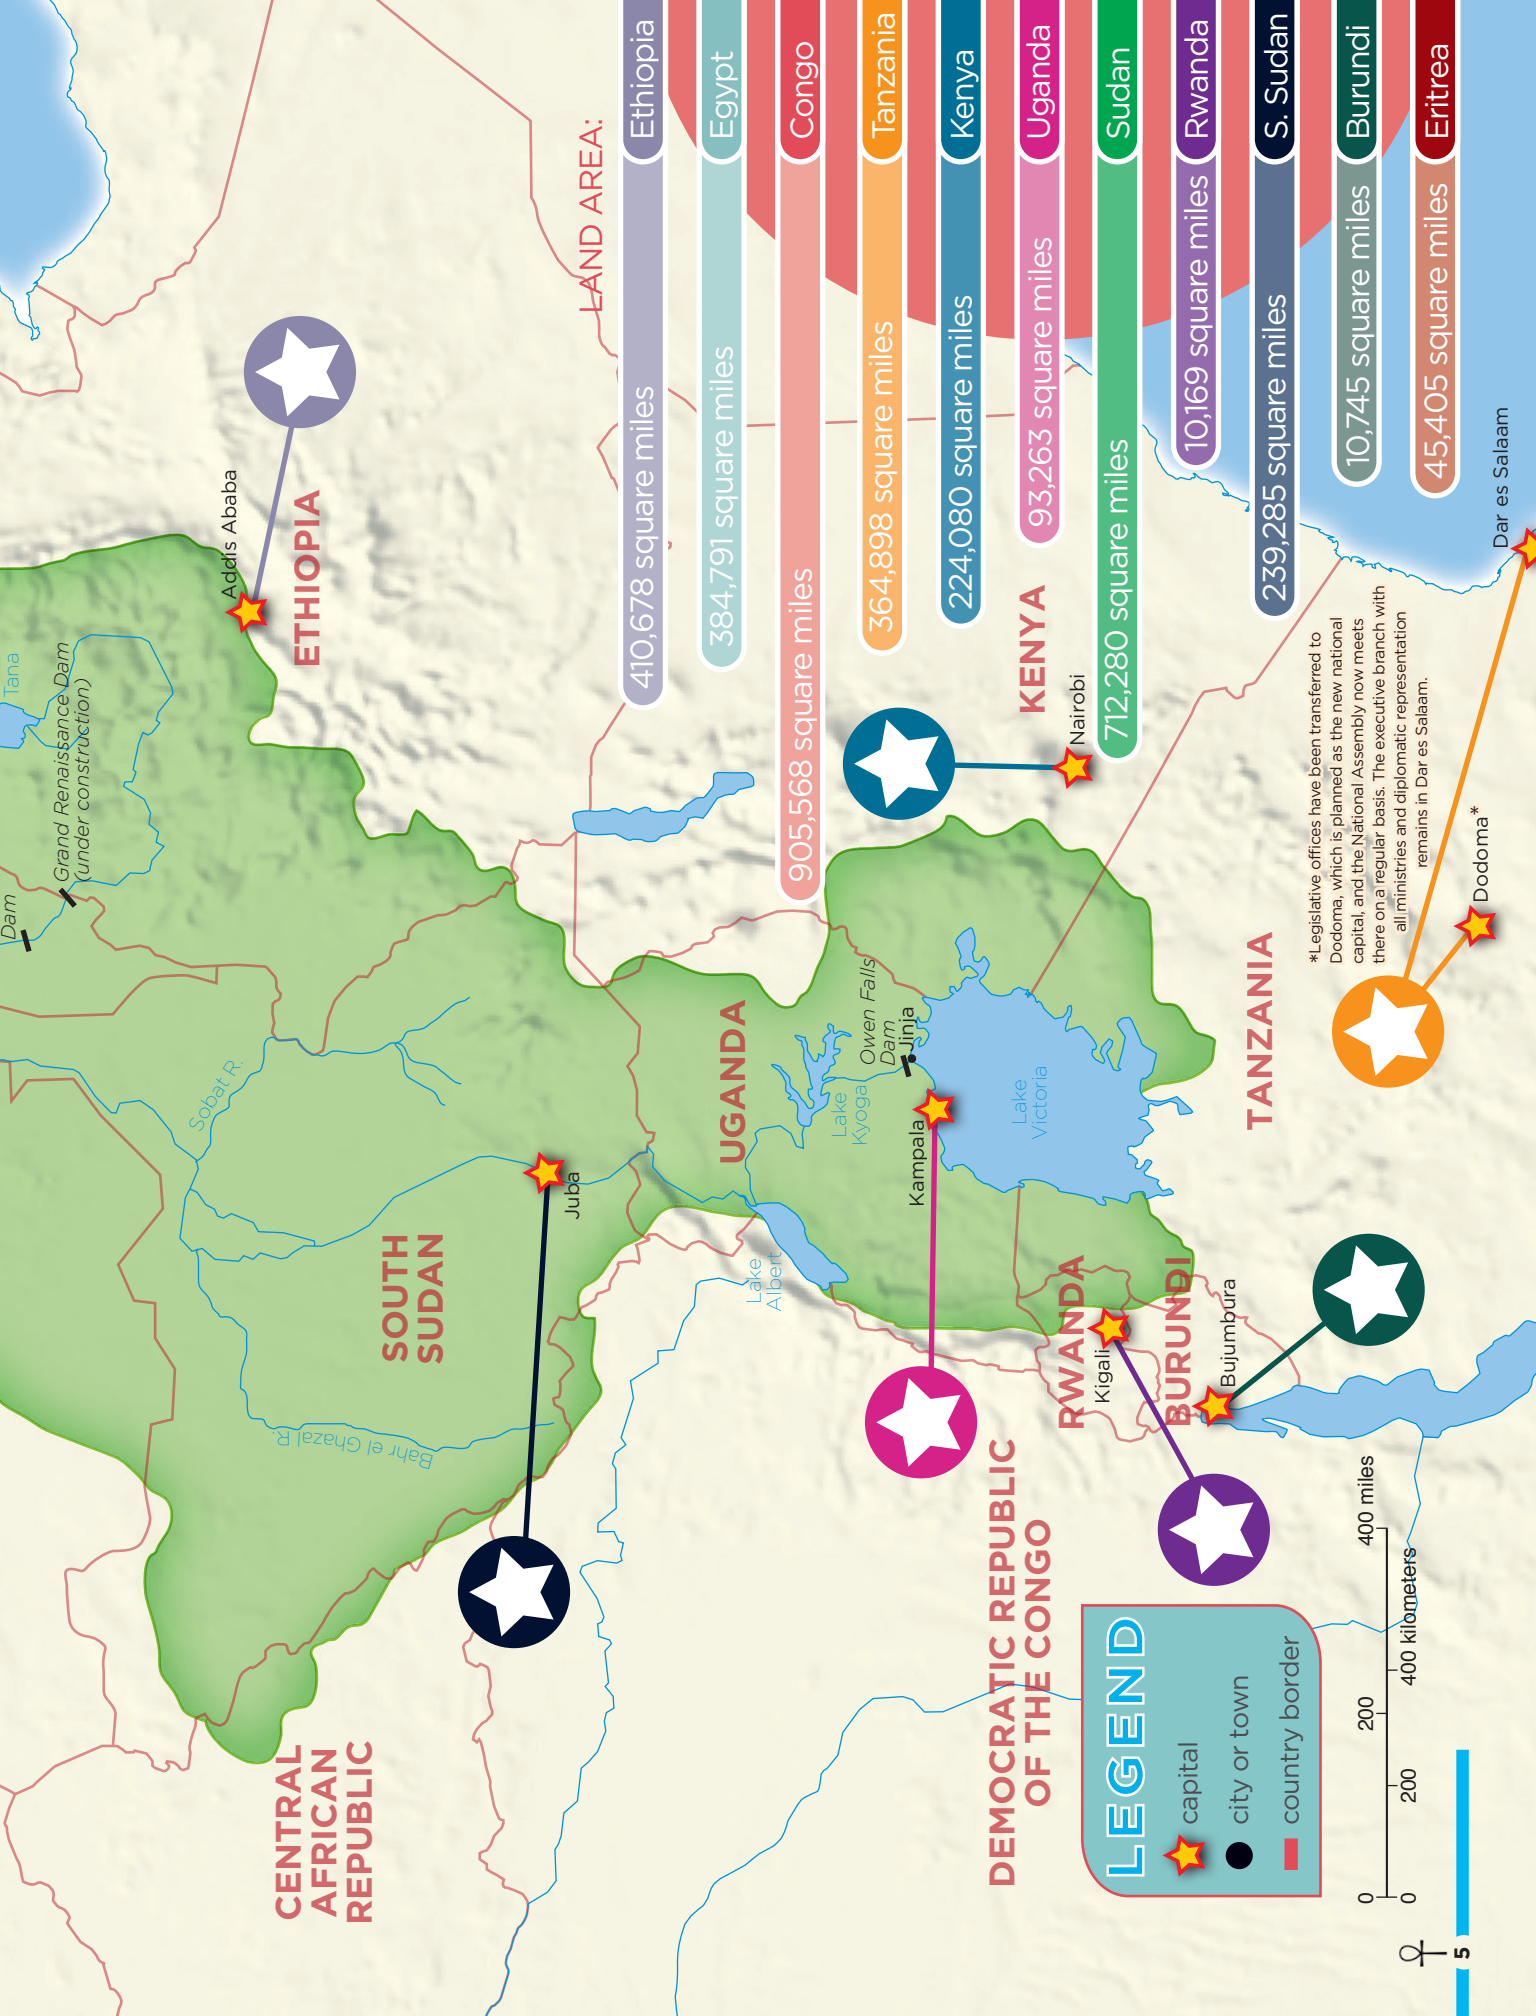 Tana
Grand Renaissance Dam
(under construction)
Dam
Addis Ababa
ETHIOPIA
Sobat R.
SOUTH
SUDAN
Juba
Bahr el Ghazal R.
CENTRAL
AFRICAN
REPUBLIC
UGANDA
Lake
Albert
Lake
Kyoga
Owen Falls
Dam
Jinja
Kampala
Lake
Victoria
KENYA
Nairobi
RWANDA
Kigali
BURUNDI
Bujumbura
TANZANIA
Dodoma*
Dar es Salaam
DEMOCRATIC REPUBLIC
OF THE CONGO
*Legislative offices have been transferred to
Dodoma, which is planned as the new national
capital, and the National Assembly now meets
there on a regular basis. The executive branch with
all ministries and diplomatic representation
remains in Dar es Salaam.
LAND AREA:
410,678 square miles Ethiopia
384,791 square miles Egypt
905,568 square miles Congo
364,898 square miles Tanzania
224,080 square miles Kenya
93,263 square miles Uganda
712,280 square miles Sudan
10,169 square miles Rwanda
239,285 square miles S. Sudan
10,745 square miles Burundi
45,405 square miles Eritrea
LEGEND
capital
city or town
country border
0 200 400 miles
0 200 400 kilometers
5